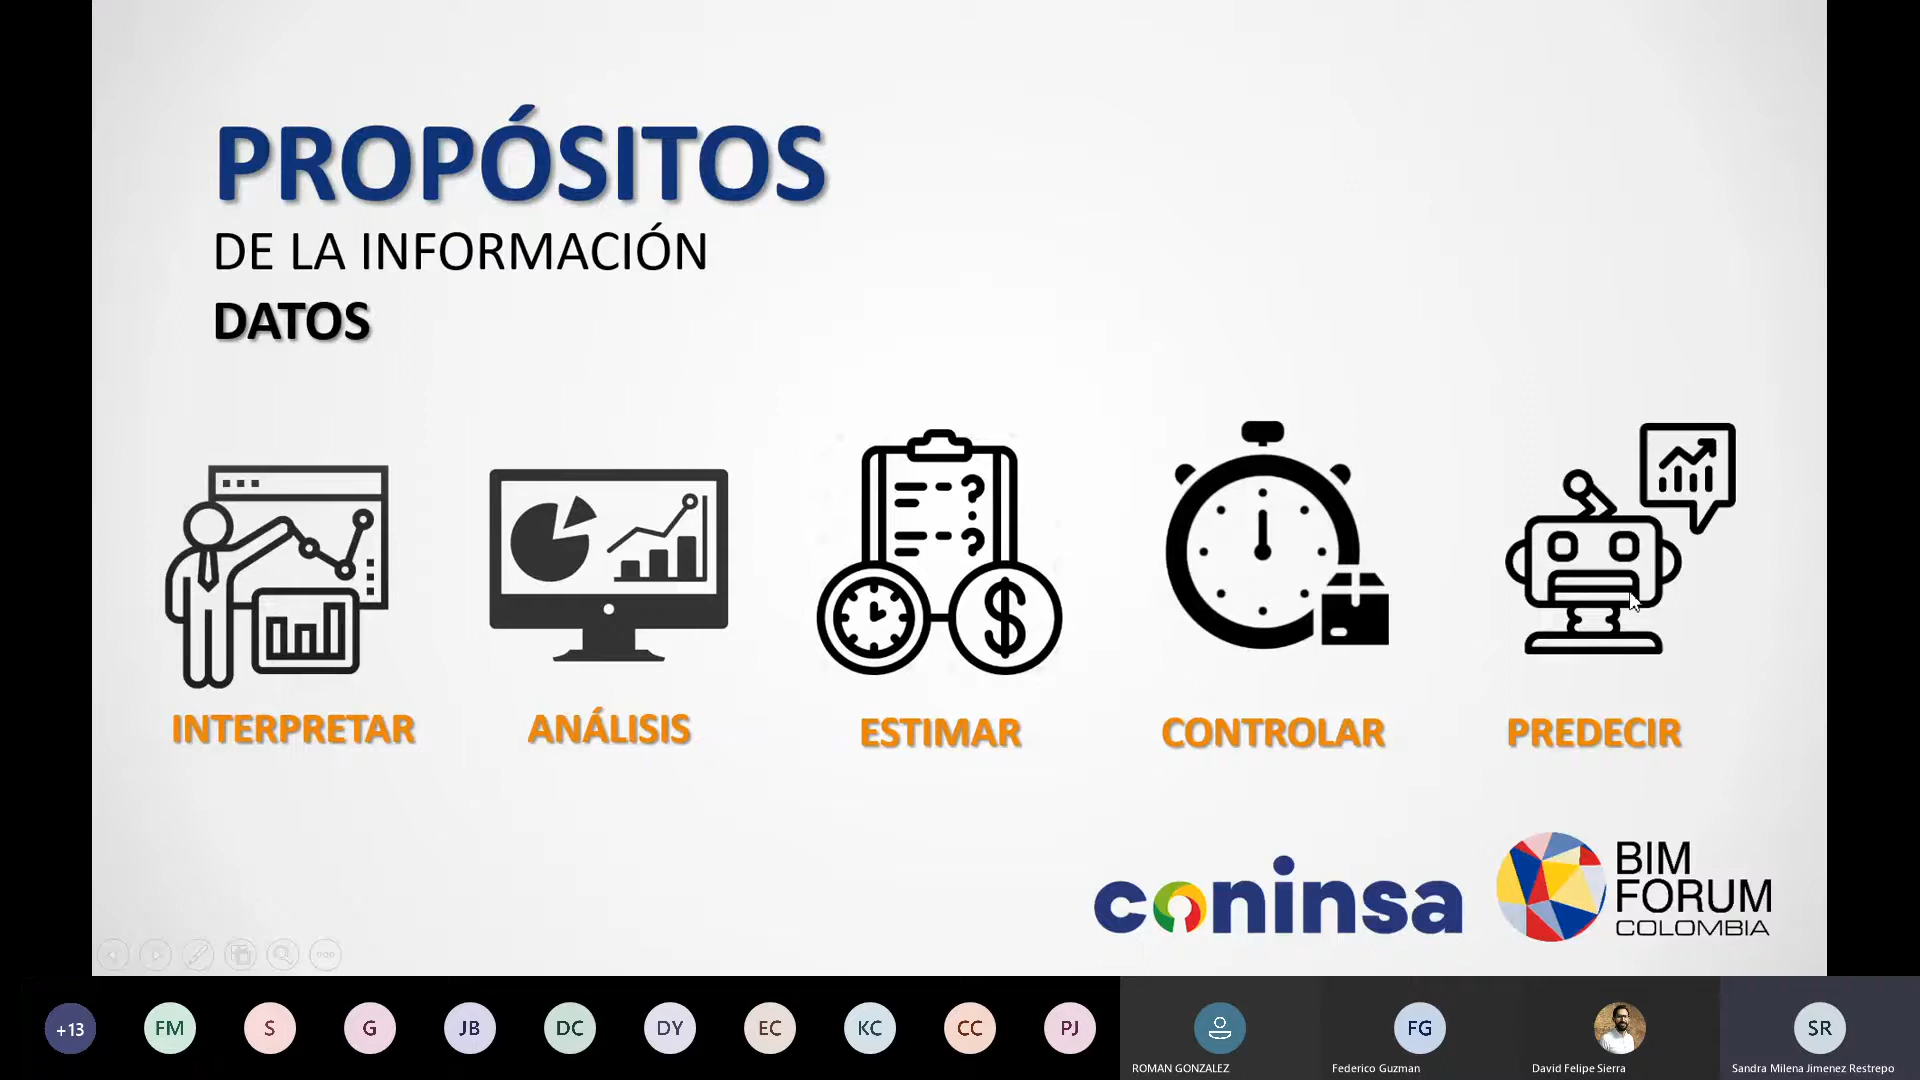 PROPÓSITOS
DE LA INFORMACIÓN
DATOS
? ?
$
INTERPRETAR
ANÁLISIS
ESTIMAR
CONTROLAR
PREDECIR
coninsa
BIM
FORUM
COLOMBIA
+13
FM
S
G
JB
DC
DY
EC
KC
CC
PJ
FG
SR
ROMAN GONZALEZ
Federico Guzman
David Felipe Sierra
Sandra Milena Jimenez Restrepo